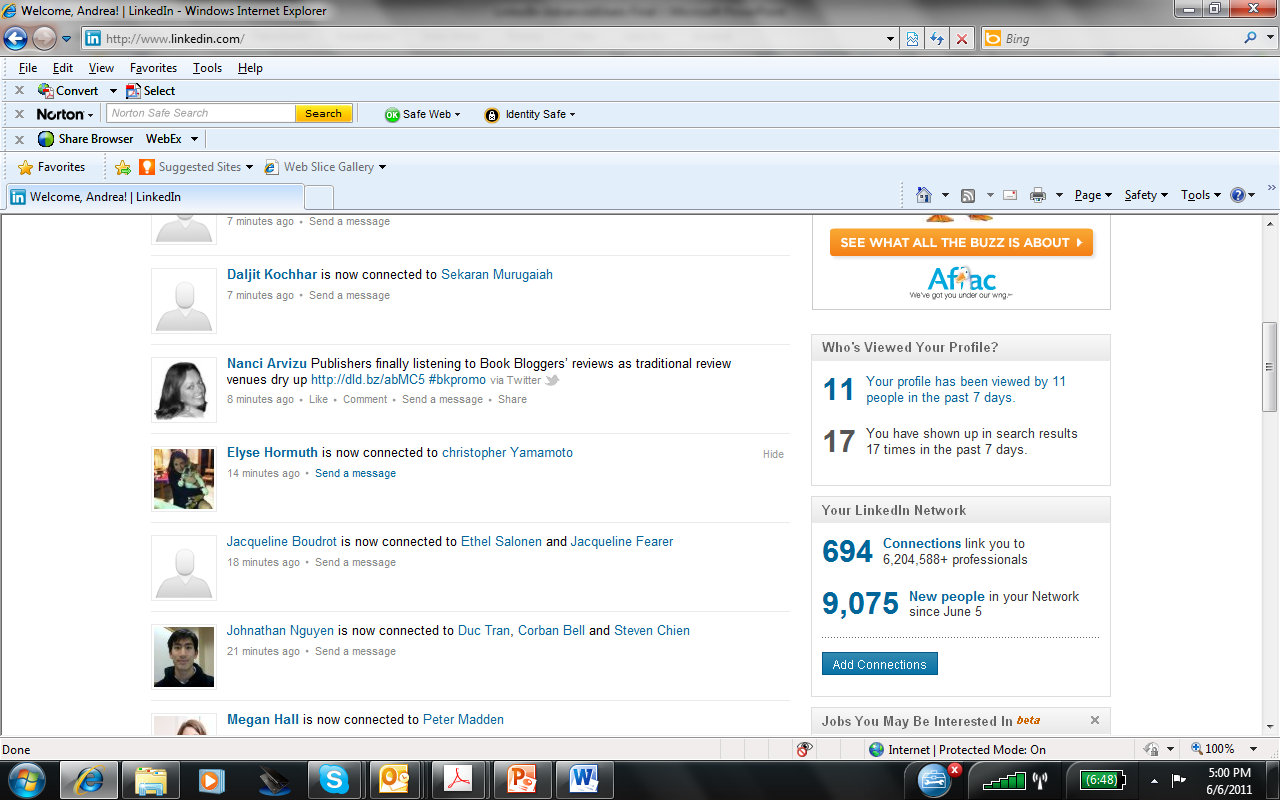 Welcome, Andrea! | LinkedIn - Windows Internet Explorer
http://www.linkedin.com/
Bing
File Edit View Favorites Tools Help
Convert Select
Norton Norton Safe Search Search OK Safe Web Identity Safe
Share Browser WebEx
Favorites Suggested Sites Web Slice Gallery
Welcome, Andrea! | LinkedIn
Page Safety Tools
7 minutes ago • Send a message
Daljit Kochhar is now connected to Sekaran Murugaiah
7 minutes ago • Send a message
Nanci Arvizu Publishers finally listening to Book Bloggers' reviews as traditional review
venues dry up http://dld.bz/abMC5 #bkpromo via Twitter
8 minutes ago • Like • Comment • Send a message • Share
Elyse Hormuth is now connected to christopher Yamamoto
Hide
14 minutes ago • Send a message
Jacqueline Boudrot is now connected to Ethel Salonen and Jacqueline Fearer
18 minutes ago • Send a message
Johnathan Nguyen is now connected to Duc Tran, Corban Bell and Steven Chien
21 minutes ago • Send a message
Megan Hall is now connected to Peter Madden
SEE WHAT ALL THE BUZZ IS ABOUT
Aflac
We've got you under our wing.
Who's Viewed Your Profile?
11 Your profile has been viewed by 11
people in the past 7 days.
17 You have shown up in search results
17 times in the past 7 days.
Your LinkedIn Network
694 Connections link you to
6,204,588+ professionals
9,075 New people in your Network
since June 5
Add Connections
Jobs You May Be Interested In beta
Done
Internet | Protected Mode: On
100%
(6:48)
5:00 PM
6/6/2011